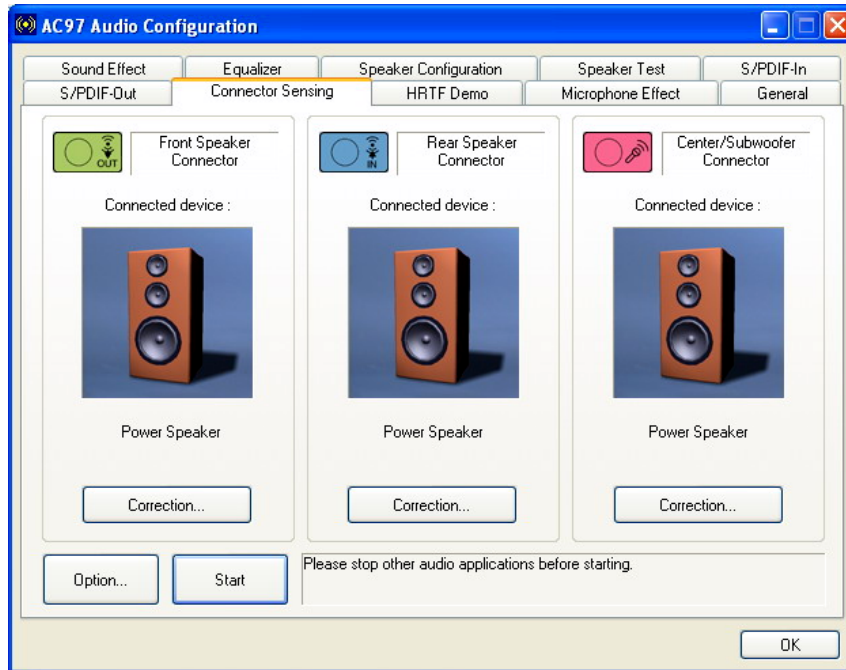 AC97 Audio Configuration
Sound Effect
Equalizer
Speaker Configuration
Speaker Test
S/PDIF-In
S/PDIF-Out
Connector Sensing
HRTF Demo
Microphone Effect
General
OUT
Front Speaker
Connector
Connected device :
Power Speaker
Correction...
IN
Rear Speaker
Connector
Connected device :
Power Speaker
Correction...
Center/Subwoofer
Connector
Connected device :
Power Speaker
Correction...
Option...
Start
Please stop other audio applications before starting.
OK